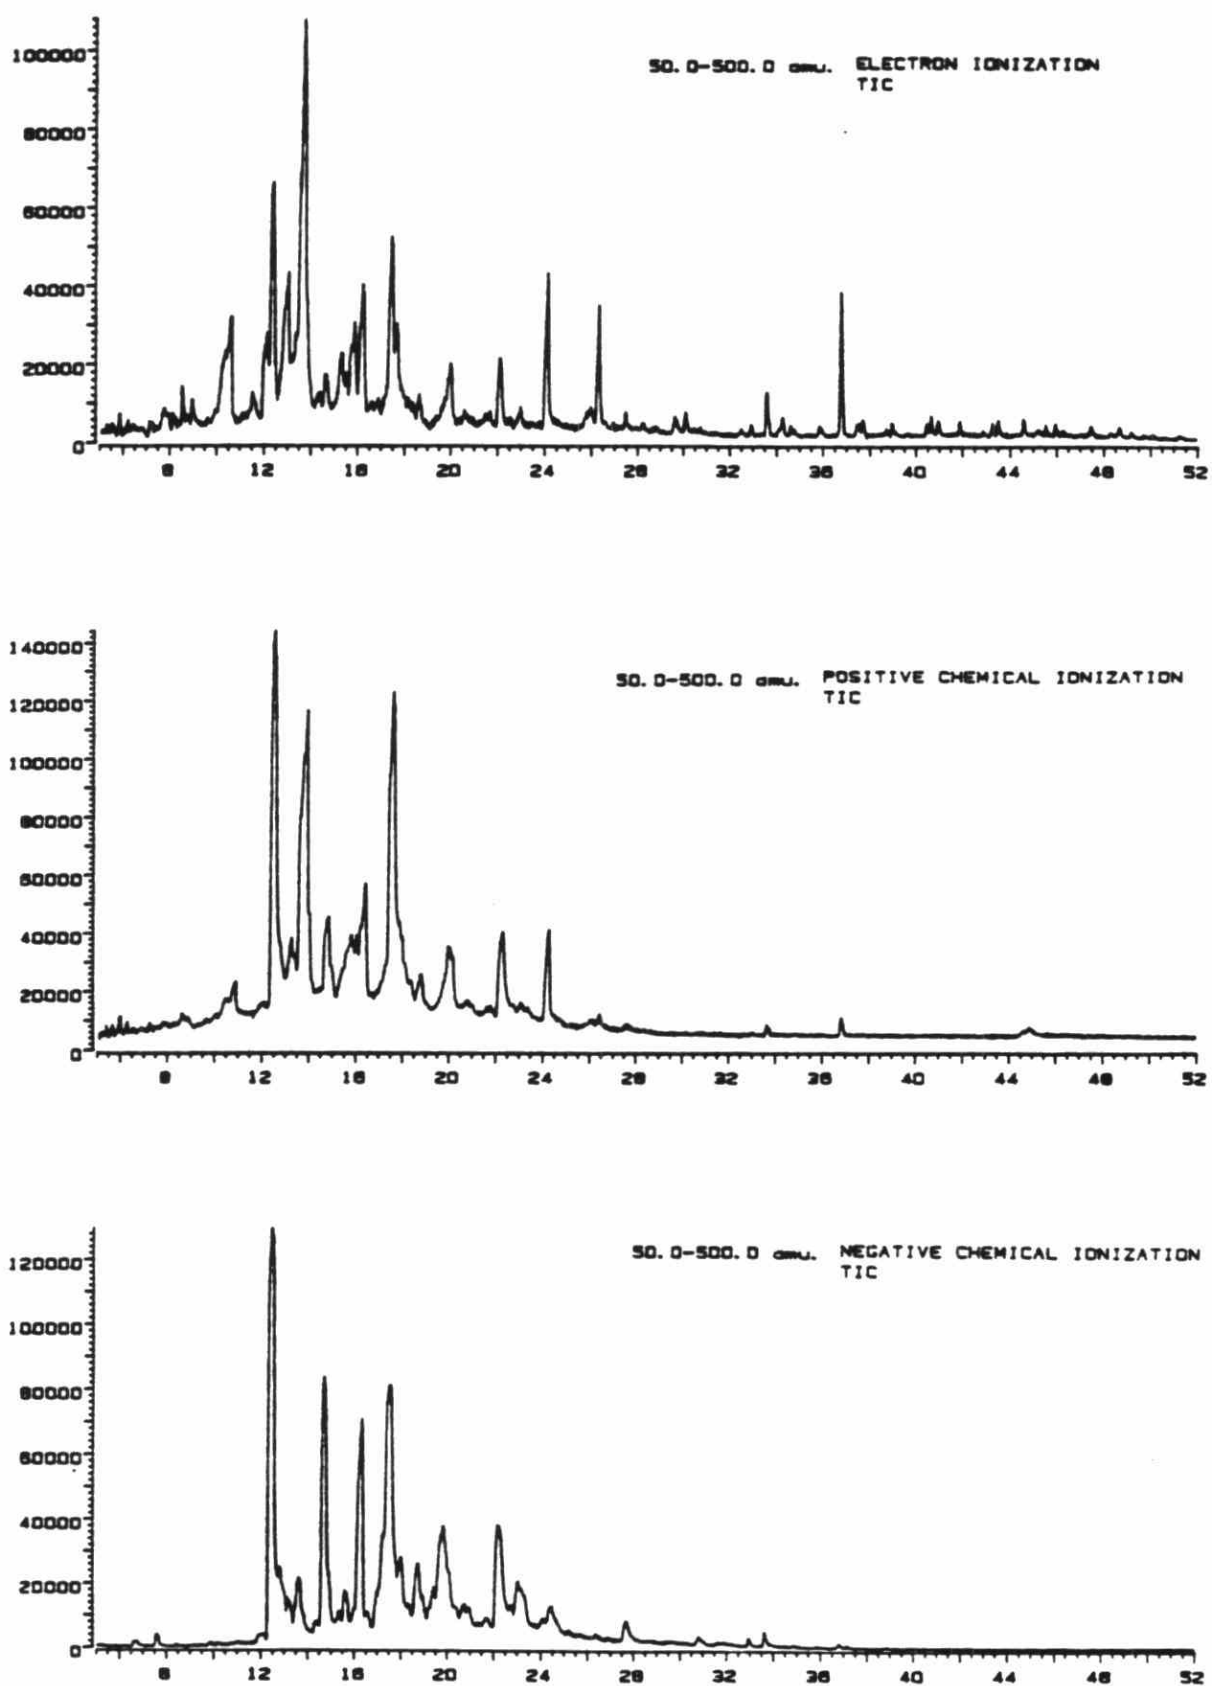 50.0-500.0 amu. ELECTRON IONIZATION
TIC
100000
80000
60000
40000
20000
0
8 12 16 20 24 28 32 36 40 44 48 52
50.0-500.0 amu. POSITIVE CHEMICAL IONIZATION
TIC
140000
120000
100000
80000
60000
40000
20000
0
8 12 16 20 24 28 32 36 40 44 48 52
50.0-500.0 amu. NEGATIVE CHEMICAL IONIZATION
TIC
120000
100000
80000
60000
40000
20000
0
8 12 16 20 24 28 32 36 40 44 48 52